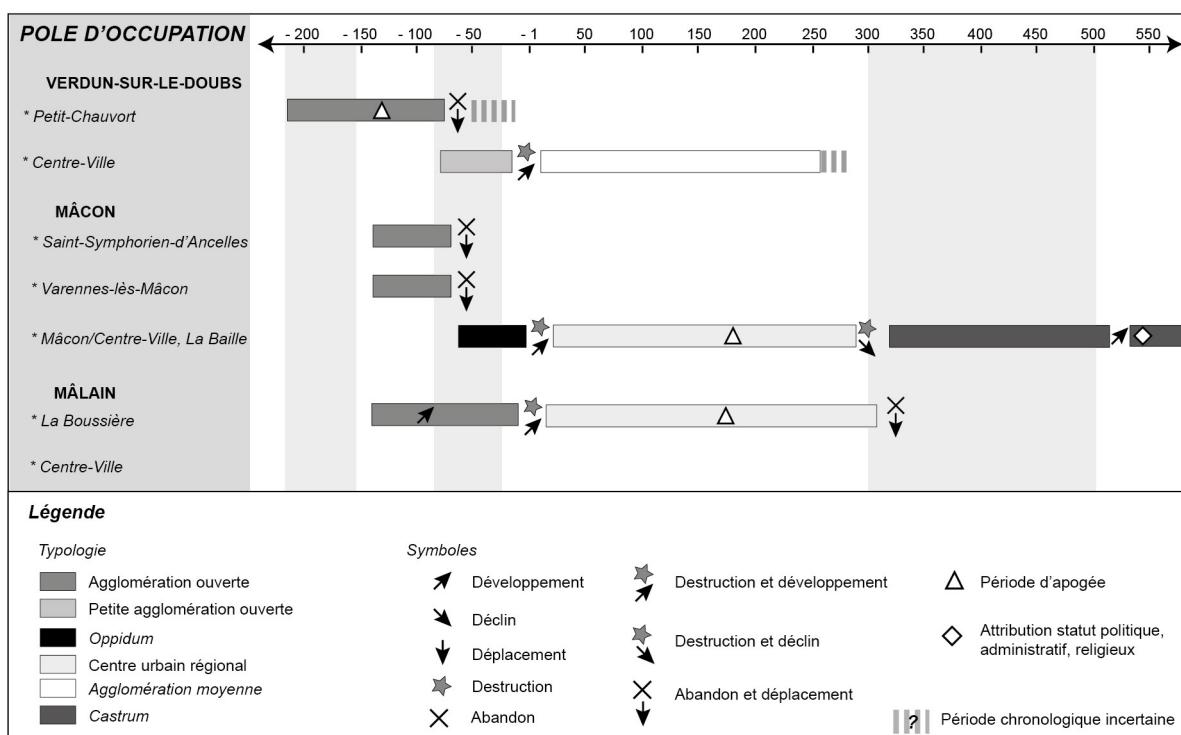 POLE D'OCCUPATION
- 200 - 150 - 100 - 50 - 1 50 100 150 200 250 300 350 400 450 500 550
VERDUN-SUR-LE-DOUBS
* Petit-Chauvort
* Centre-Ville
MÂCON
* Saint-Symphorien-d'Ancelles
* Varennes-lès-Mâcon
* Mâcon/Centre-Ville, La Baille
MÂLAIN
* La Boussière
* Centre-Ville
Légende
Typologie
Agglomération ouverte
Petite agglomération ouverte
Oppidum
Centre urbain régional
Agglomération moyenne
Castrum
Symboles
Développement
Déclin
Déplacement
Destruction
Abandon
Destruction et développement
Destruction et déclin
Abandon et déplacement
Période d'apogée
Attribution statut politique,
administratif, religieux
? Période chronologique incertaine